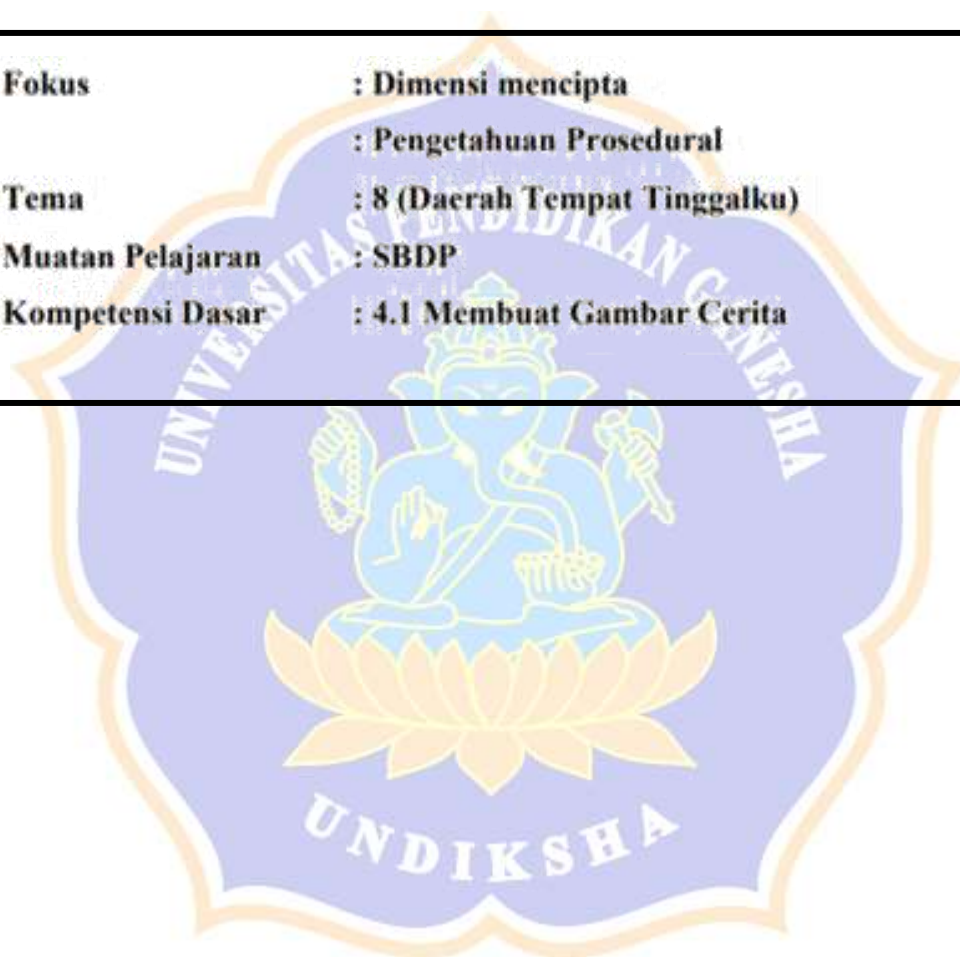 Fokus : Dimensi mencipta
: Pengetahuan Prosedural
Tema : 8 (Daerah Tempat Tinggalku)
Muatan Pelajaran : SBDP
Kompetensi Dasar : 4.1 Membuat Gambar Cerita
UNIVERSITAS PENDIDIKAN GANESHA
UNDIKSHA